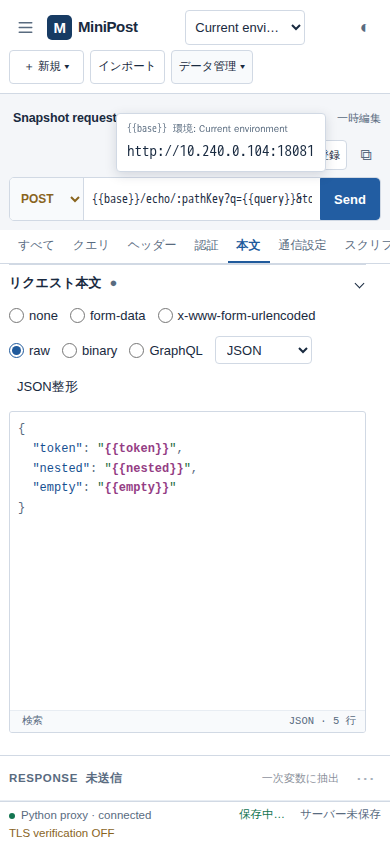 M MiniPost
Current envi…
＋ 新規 ▾
インポート
データ管理 ▾
Snapshot request
一時編集
{{base}} 環境: Current environment
http://10.240.0.104:18081
POST
{{base}}/echo/:pathKey?q={{query}}&to
Send
すべて クエリ ヘッダー 認証 本文 通信設定 スクリプ
リクエスト本文 ●
none form-data x-www-form-urlencoded
raw binary GraphQL JSON
JSON整形
{
"token": "{{token}}",
"nested": "{{nested}}",
"empty": "{{empty}}"
}
検索
JSON · 5 行
RESPONSE 未送信
一次変数に抽出 ···
Python proxy · connected
保存中… サーバー未保存
TLS verification OFF